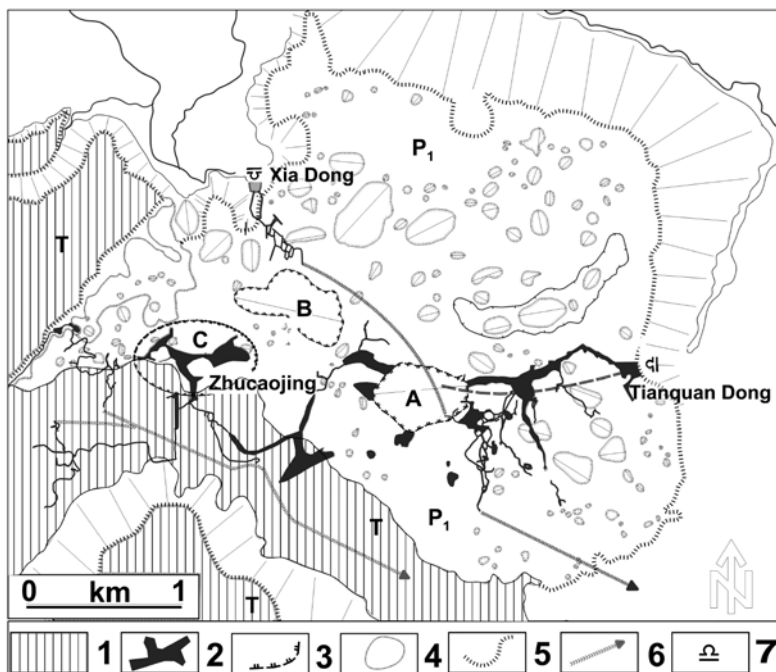 P1
Xia Dong
T
B
C
Zhucaojing
A
Tianquan Dong
T
P1
0 km 1
T
N
1 2 3 4 5 6 7